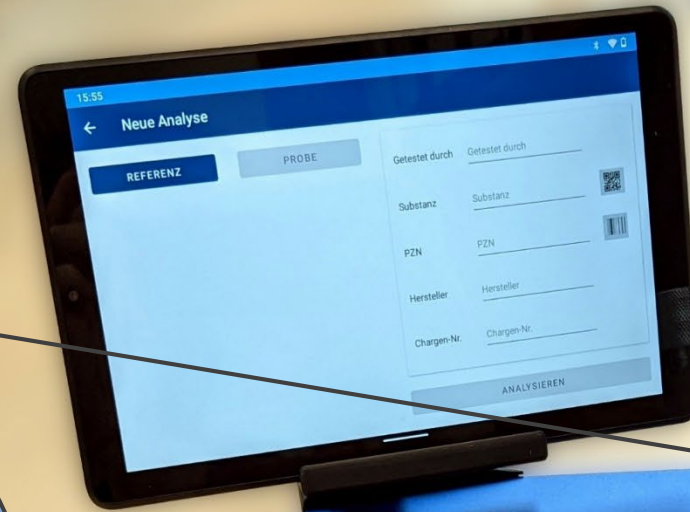 15:55
Neue Analyse
REFERENZ
PROBE
Getestet durch Getestet durch
Substanz Substanz
PZN PZN
Hersteller Hersteller
Chargen-Nr. Chargen-Nr.
ANALYSIEREN